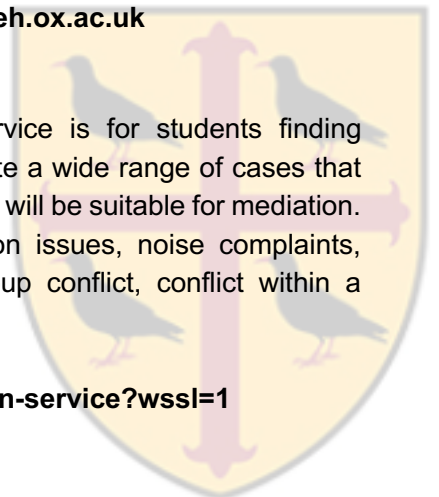 eh.ox.ac.uk
rvice is for students finding
te a wide range of cases that
will be suitable for mediation.
on issues, noise complaints,
up conflict, conflict within a
n-service?wssl=1